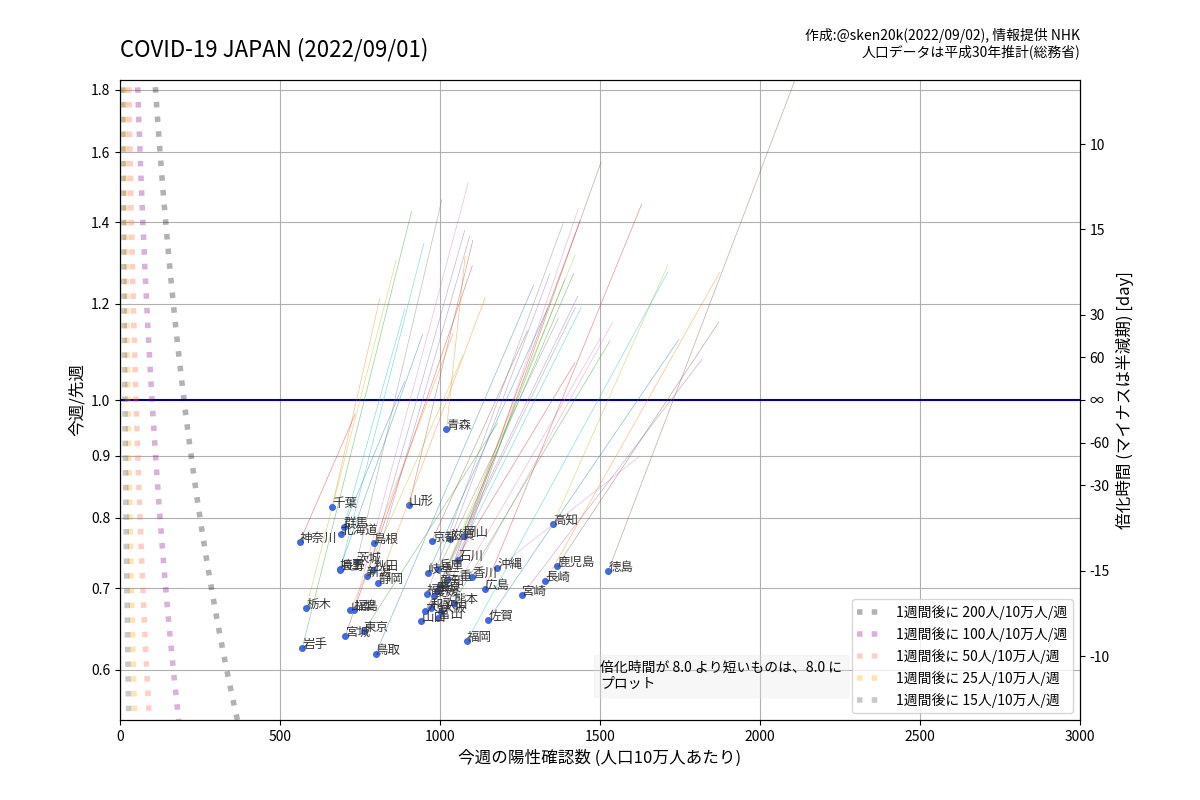 COVID-19 JAPAN (2022/09/01)
作成:@sken20k(2022/09/02), 情報提供 NHK
人口データは平成30年推計(総務省)
今週/先週
1.8
1.6
1.4
1.2
1.0
0.9
0.8
0.7
0.6
10
15
30
60
∞
-60
-30
-15
-10
倍化時間 (マイナスは半減期) [day]
青森
千葉
山形
群馬
北海道
神奈川
島根
京都
岡山
高知
茨城
秋田
静岡
石川
沖縄
香川
鹿児島
長崎
徳島
広島
宮崎
熊本
佐賀
栃木
岩手
宮城
東京
鳥取
福岡
倍化時間が 8.0 より短いものは、8.0 に
プロット
1週間後に 200人/10万人/週
1週間後に 100人/10万人/週
1週間後に 50人/10万人/週
1週間後に 25人/10万人/週
1週間後に 15人/10万人/週
0
500
1000
1500
2000
2500
3000
今週の陽性確認数 (人口10万人あたり)